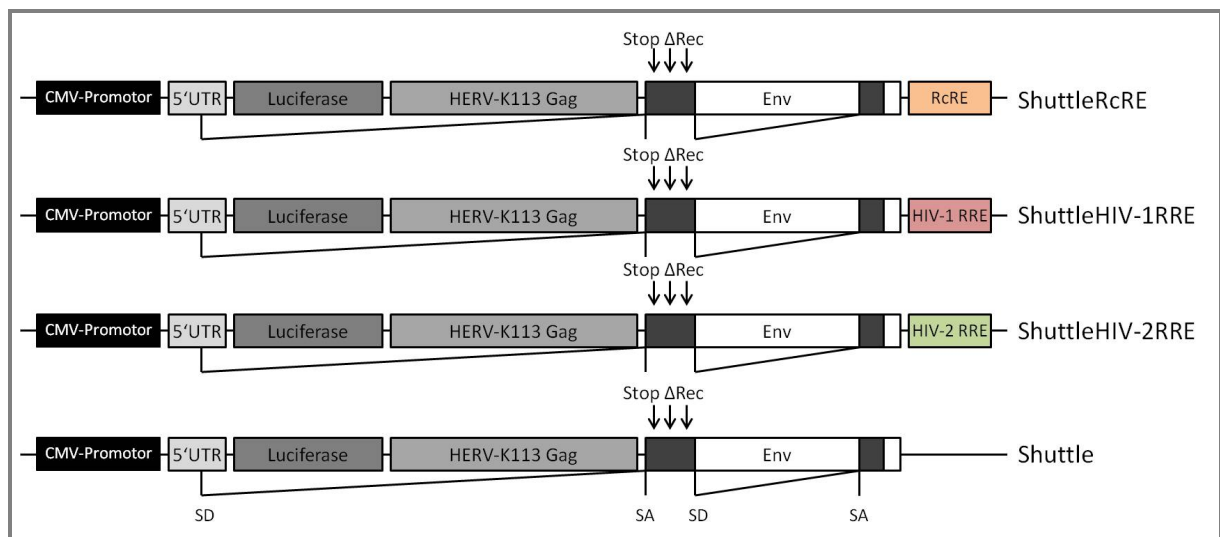 Stop ΔRec
CMV-Promotor 5‘UTR Luciferase HERV-K113 Gag Env RcRE ShuttleRcRE
Stop ΔRec
CMV-Promotor 5‘UTR Luciferase HERV-K113 Gag Env HIV-1 RRE ShuttleHIV-1RRE
Stop ΔRec
CMV-Promotor 5‘UTR Luciferase HERV-K113 Gag Env HIV-2 RRE ShuttleHIV-2RRE
Stop ΔRec
CMV-Promotor 5‘UTR Luciferase HERV-K113 Gag Env Shuttle
SD SA SD SA